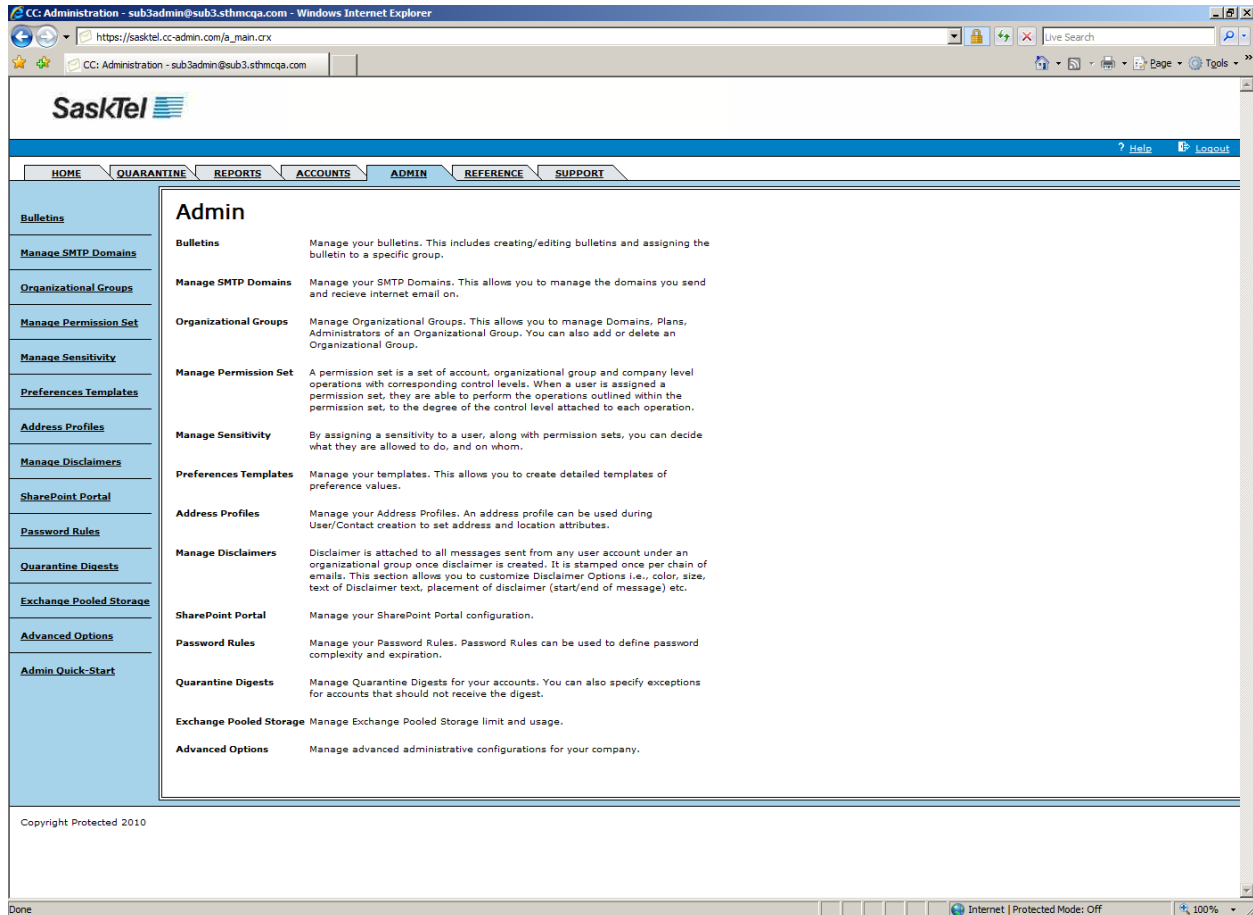 CC: Administration - sub3admin@sub3.sthmcqa.com - Windows Internet Explorer
https://sasktel.cc-admin.com/a_main.crx
Live Search
CC: Administration - sub3admin@sub3.sthmcqa.com
Page
Tools
SaskTel
? Help
Logout
HOME
QUARANTINE
REPORTS
ACCOUNTS
ADMIN
REFERENCE
SUPPORT
Bulletins
Manage SMTP Domains
Organizational Groups
Manage Permission Set
Manage Sensitivity
Preferences Templates
Address Profiles
Manage Disclaimers
SharePoint Portal
Password Rules
Quarantine Digests
Exchange Pooled Storage
Advanced Options
Admin Quick-Start
Admin
Bulletins
Manage your bulletins. This includes creating/editing bulletins and assigning the
bulletin to a specific group.
Manage SMTP Domains
Manage your SMTP Domains. This allows you to manage the domains you send
and recieve internet email on.
Organizational Groups
Manage Organizational Groups. This allows you to manage Domains, Plans,
Administrators of an Organizational Group. You can also add or delete an
Organizational Group.
Manage Permission Set
A permission set is a set of account, organizational group and company level
operations with corresponding control levels. When a user is assigned a
permission set, they are able to perform the operations outlined within the
permission set, to the degree of the control level attached to each operation.
Manage Sensitivity
By assigning a sensitivity to a user, along with permission sets, you can decide
what they are allowed to do, and on whom.
Preferences Templates
Manage your templates. This allows you to create detailed templates of
preference values.
Address Profiles
Manage your Address Profiles. An address profile can be used during
User/Contact creation to set address and location attributes.
Manage Disclaimers
Disclaimer is attached to all messages sent from any user account under an
organizational group once disclaimer is created. It is stamped once per chain of
emails. This section allows you to customize Disclaimer Options i.e., color, size,
text of Disclaimer text, placement of disclaimer (start/end of message) etc.
SharePoint Portal
Manage your SharePoint Portal configuration.
Password Rules
Manage your Password Rules. Password Rules can be used to define password
complexity and expiration.
Quarantine Digests
Manage Quarantine Digests for your accounts. You can also specify exceptions
for accounts that should not receive the digest.
Exchange Pooled Storage
Manage Exchange Pooled Storage limit and usage.
Advanced Options
Manage advanced administrative configurations for your company.
Copyright Protected 2010
Done
Internet | Protected Mode: Off
100%